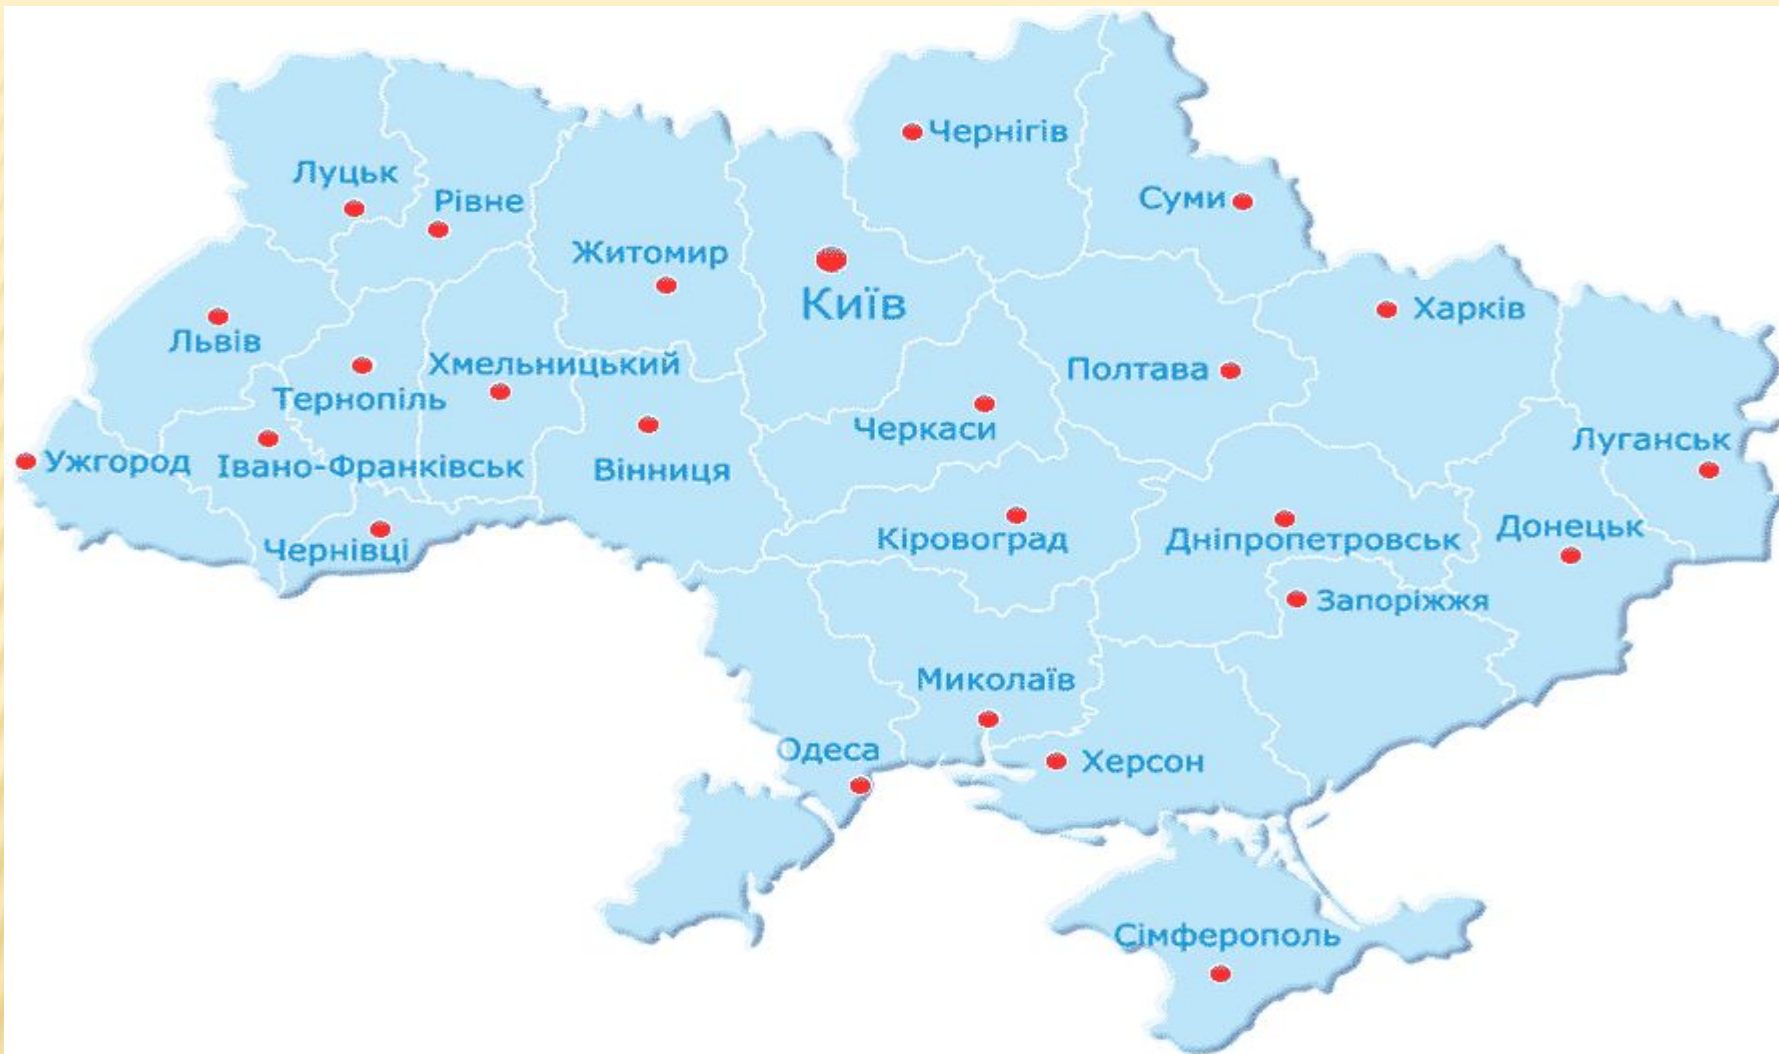 Чернігів
Луцьк
Рівне
Суми
Житомир
Київ
Харків
Львів
Хмельницький
Полтава
Тернопіль
Черкаси
Луганськ
Ужгород
Івано-Франківськ
Вінниця
Донецьк
Чернівці
Кіровоград
Дніпропетровськ
Запоріжжя
Миколаїв
Одеса
Херсон
Сімферополь